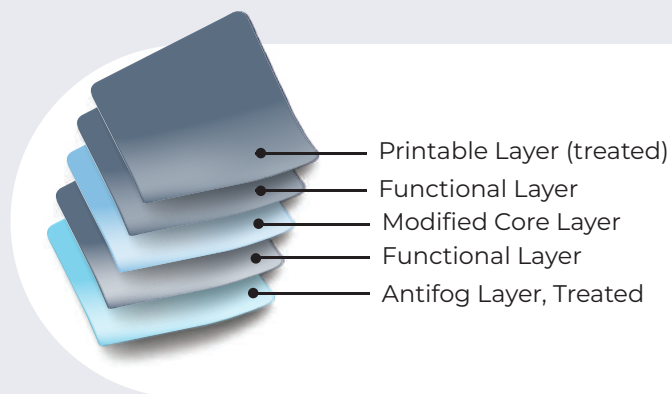 Printable Layer (treated)
Functional Layer
Modified Core Layer
Functional Layer
Antifog Layer, Treated